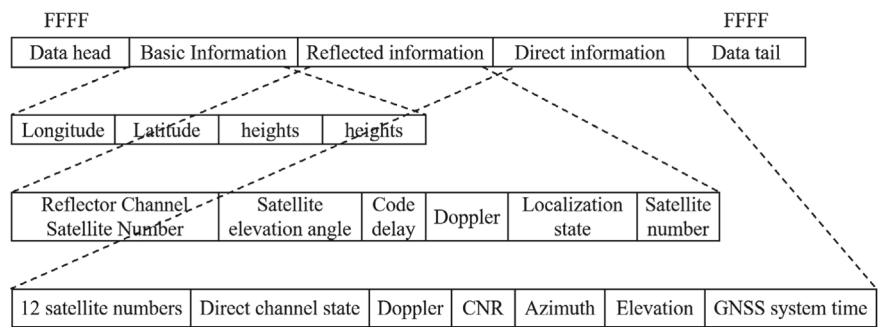 FFFF FFFF
Data head Basic Information Reflected information Direct information Data tail
Longitude Latitude heights heights
Reflector Channel Satellite Code Localization Satellite
Satellite Number elevation angle delay Doppler state number
12 satellite numbers Direct channel state Doppler CNR Azimuth Elevation GNSS system time